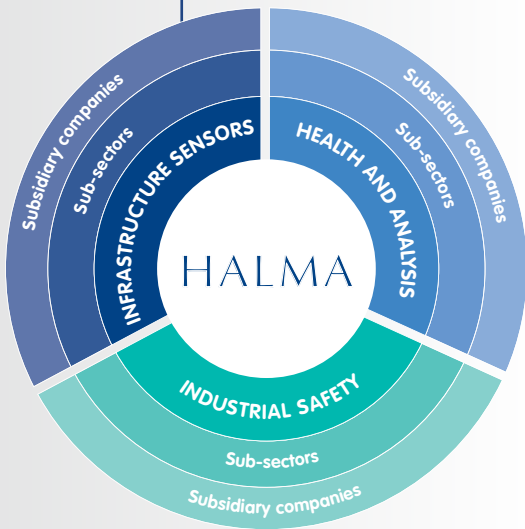 Subsidiary companies
Sub-sectors
INFRASTRUCTURE SENSORS
Subsidiary companies
Sub-sectors
HEALTH AND ANALYSIS
HALMA
INDUSTRIAL SAFETY
Sub-sectors
Subsidiary companies